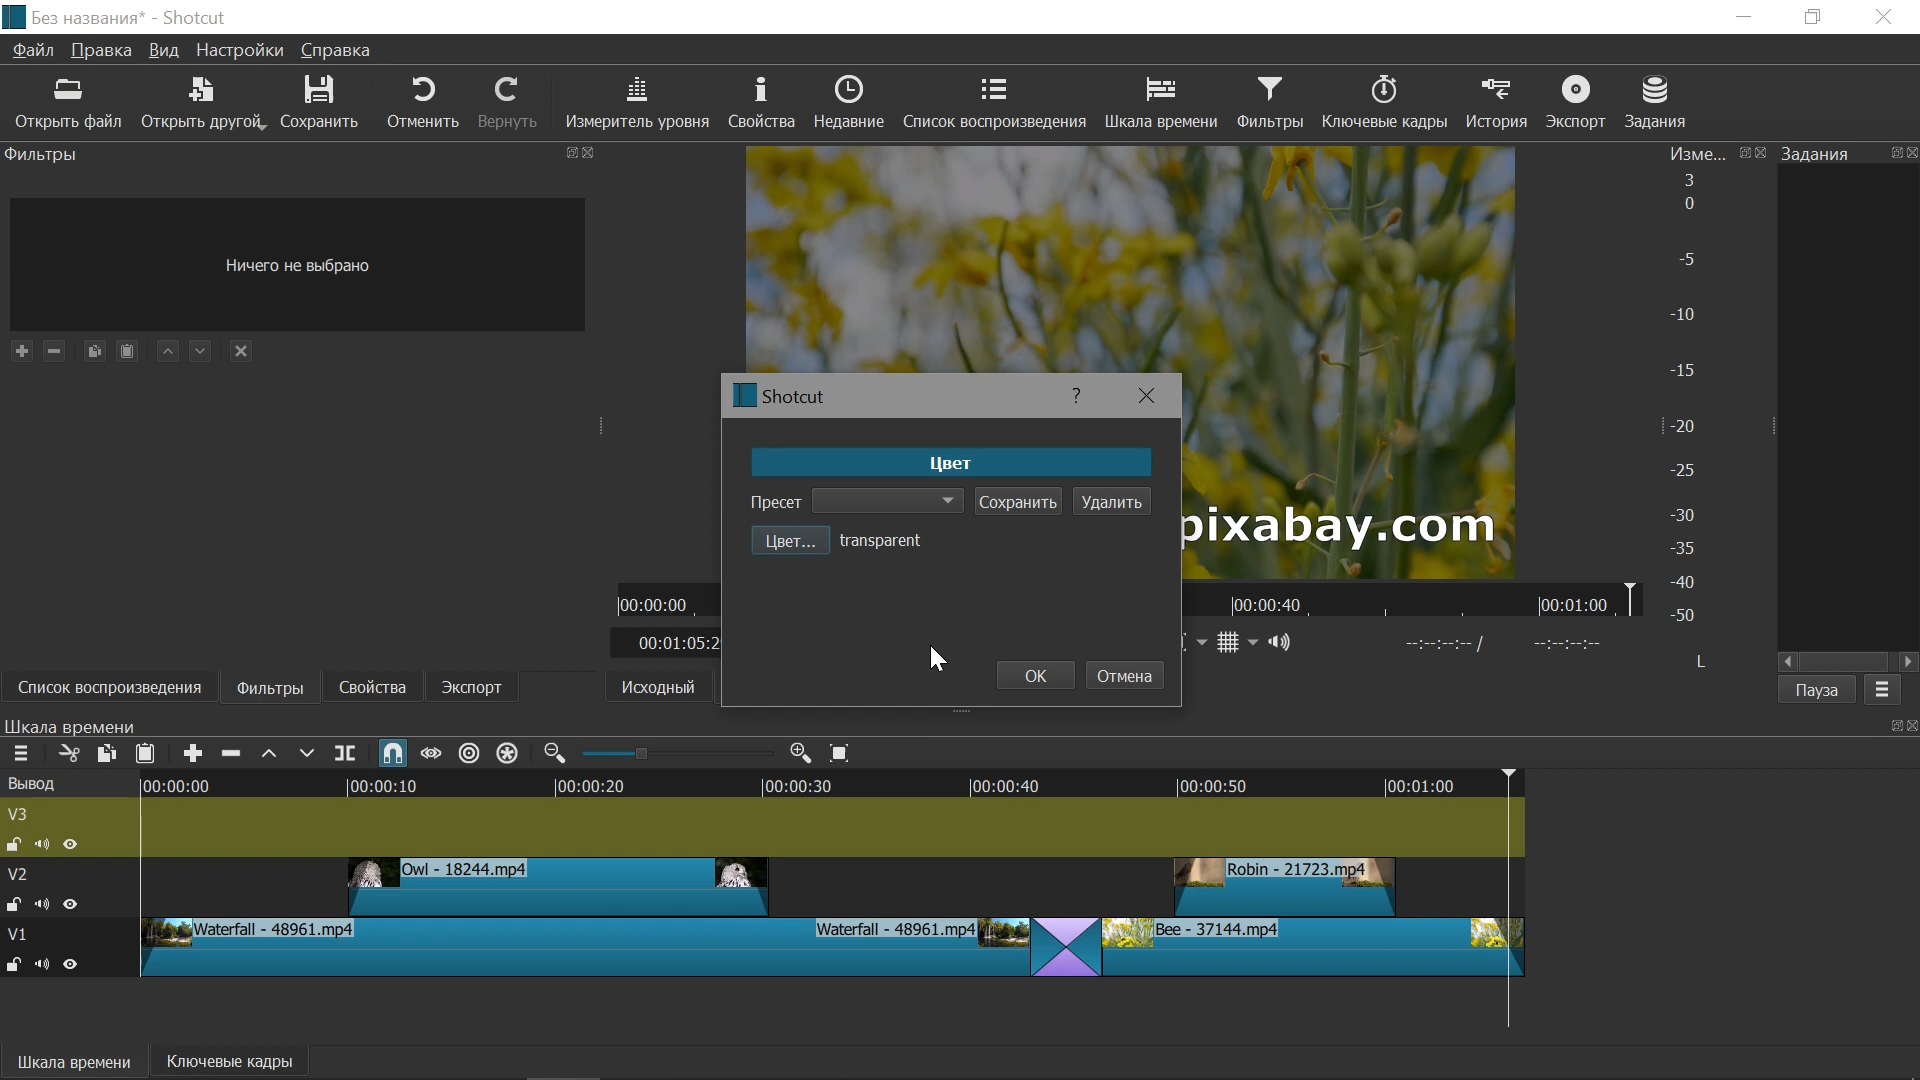 Без названия* - Shotcut
Файл Правка Вид Настройки Справка
Открыть файл Открыть другой Сохранить Отменить Вернуть Измеритель уровня Свойства Недавние Список воспроизведения Шкала времени Фильтры Ключевые кадры История Экспорт Задания
Фильтры
Изме... Задания
3
0
-5
-10
-15
-20
-25
-30
-35
-40
-50
L
Ничего не выбрано
Shotcut ?
Цвет
Пресет Сохранить Удалить
Цвет... transparent
OK Отмена
pixabay.com
00:00:00 00:00:40 00:01:00
00:01:05:2 --:--:--:-- / --:--:--:--
Список воспроизведения Фильтры Свойства Экспорт Исходный
Пауза
Шкала времени
Вывод 00:00:00 00:00:10 00:00:20 00:00:30 00:00:40 00:00:50 00:01:00
V3
V2
Owl - 18244.mp4 Robin - 21723.mp4
V1
Waterfall - 48961.mp4 Waterfall - 48961.mp4 Bee - 37144.mp4
Шкала времени Ключевые кадры